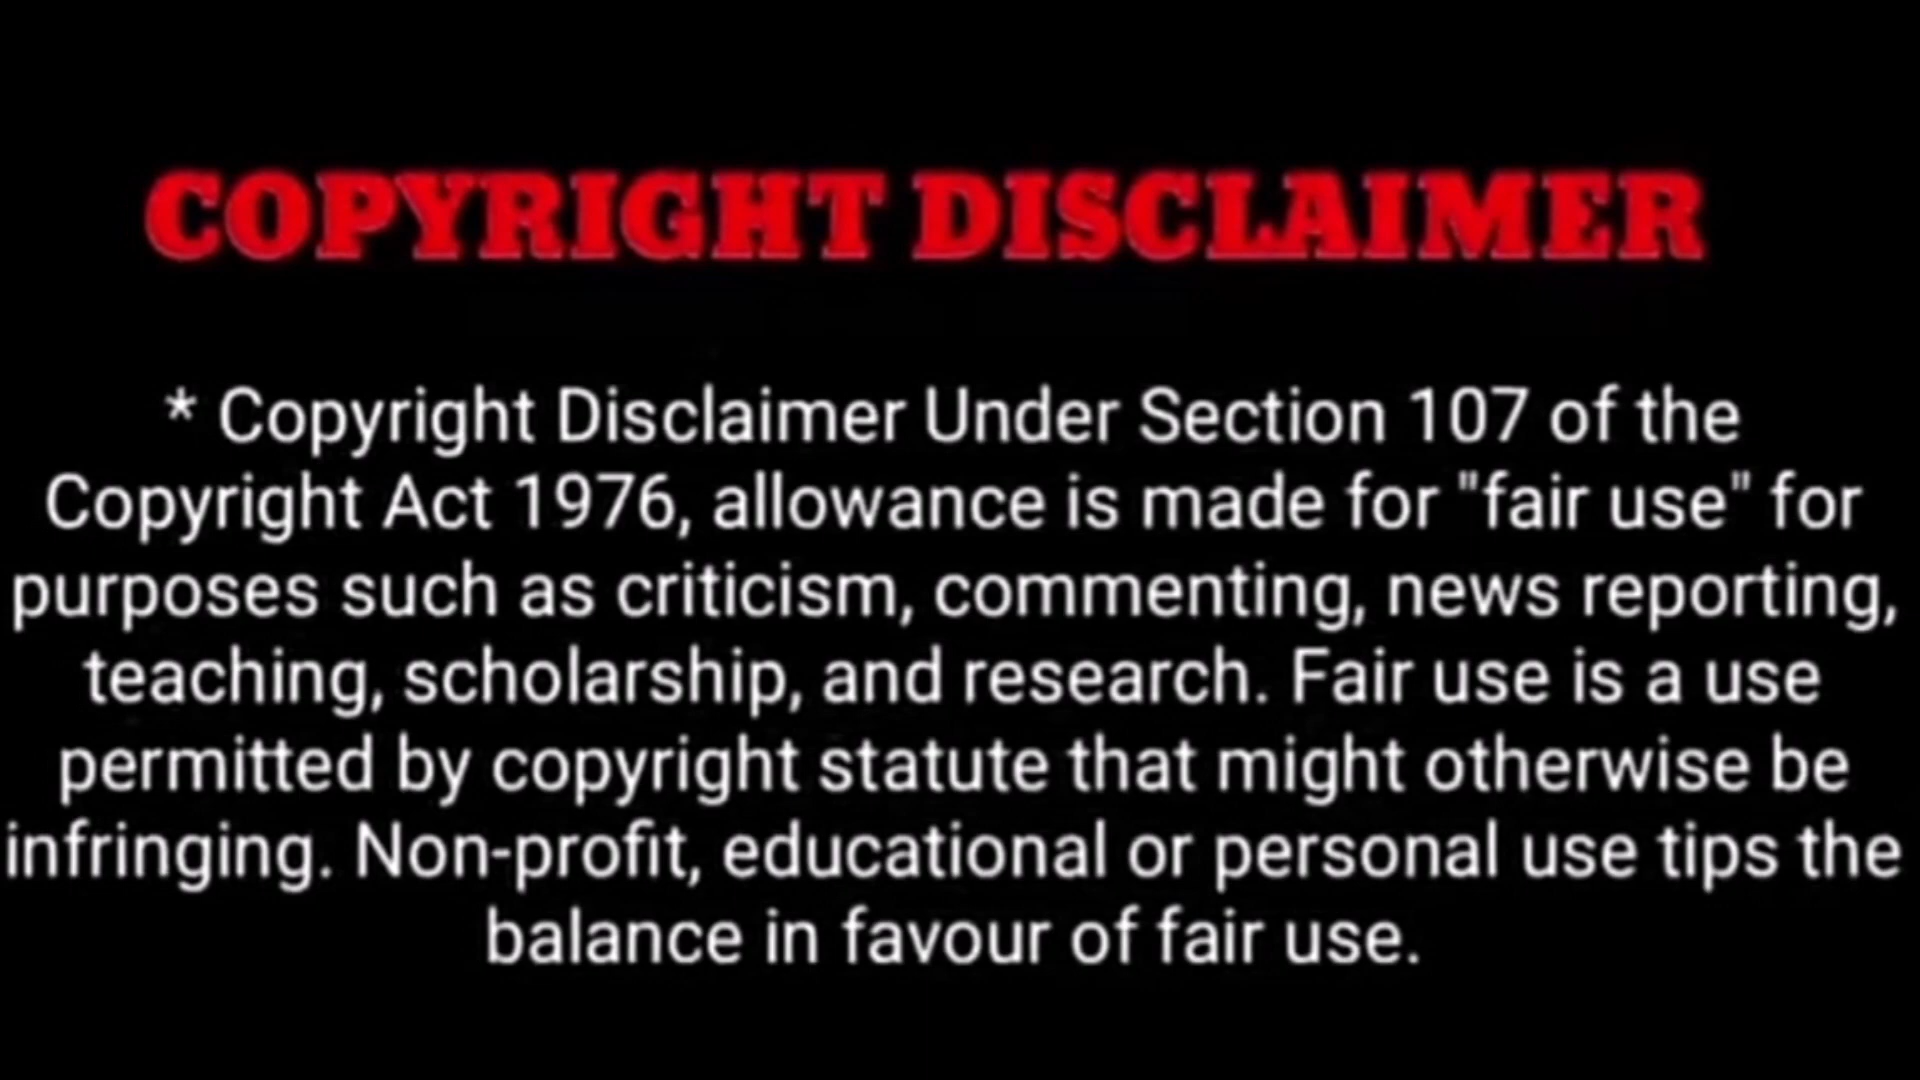 COPYRIGHT DISCLAIMER
* Copyright Disclaimer Under Section 107 of the
Copyright Act 1976, allowance is made for "fair use" for
purposes such as criticism, commenting, news reporting,
teaching, scholarship, and research. Fair use is a use
permitted by copyright statute that might otherwise be
infringing. Non-profit, educational or personal use tips the
balance in favour of fair use.